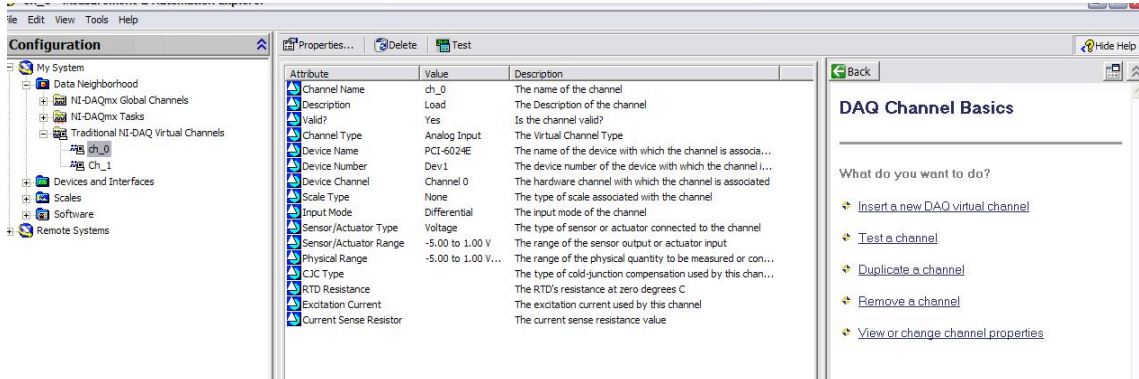 File Edit View Tools Help
Configuration
My System
Data Neighborhood
NI-DAQmx Global Channels
NI-DAQmx Tasks
Traditional NI-DAQ Virtual Channels
ch_0
Ch_1
Devices and Interfaces
Scales
Software
Remote Systems
Properties... Delete Test
Attribute Value Description
Channel Name ch_0 The name of the channel
Description Load The Description of the channel
Valid? Yes Is the channel valid?
Channel Type Analog Input The Virtual Channel Type
Device Name PCI-6024E The name of the device with which the channel is associa...
Device Number Dev1 The device number of the device with which the channel i...
Device Channel Channel 0 The hardware channel with which the channel is associated
Scale Type None The type of scale associated with the channel
Input Mode Differential The input mode of the channel
Sensor/Actuator Type Voltage The type of sensor or actuator connected to the channel
Sensor/Actuator Range -5.00 to 1.00 V The range of the sensor output or actuator input
Physical Range -5.00 to 1.00 V... The range of the physical quantity to be measured or con...
CJC Type The type of cold-junction compensation used by this chan...
RTD Resistance The RTD's resistance at zero degrees C
Excitation Current The excitation current used by this channel
Current Sense Resistor The current sense resistance value
Hide Help
Back
DAQ Channel Basics
What do you want to do?
Insert a new DAQ virtual channel
Test a channel
Duplicate a channel
Remove a channel
View or change channel properties